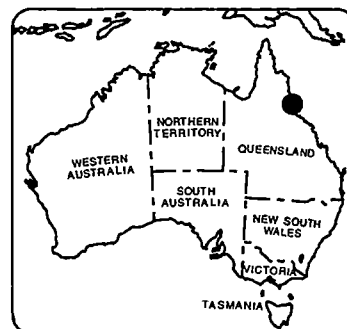 NORTHERN
TERRITORY
QUEENSLAND
WESTERN
AUSTRALIA
SOUTH
AUSTRALIA
NEW SOUTH
WALES
VICTORIA
TASMANIA